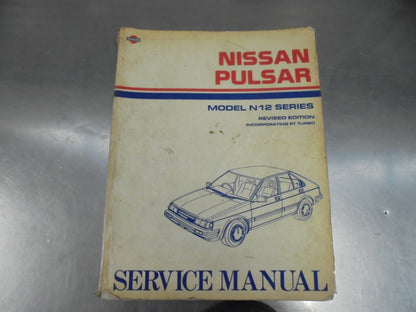 NISSAN
PULSAR
MODEL N12 SERIES
REVISED EDITION
INCORPORATING ET TURBO
SERVICE MANUAL